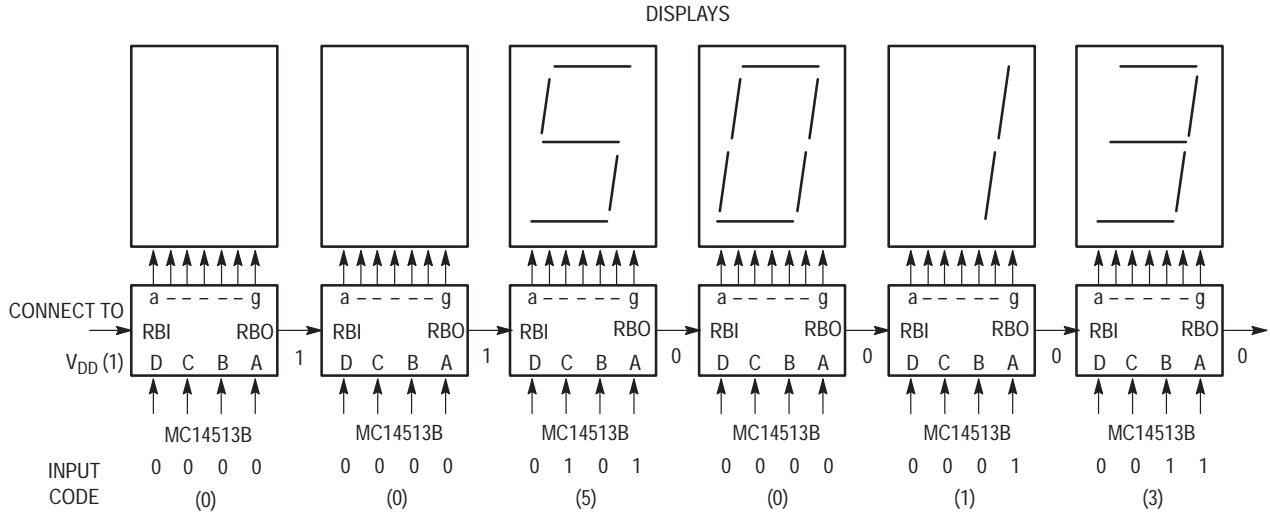 DISPLAYS
a - - - - - g a - - - - - g a - - - - - g a - - - - - g a - - - - - g a - - - - - g
CONNECT TO
RBI RBO RBI RBO RBI RBO RBI RBO RBI RBO RBI RBO
VDD (1) D C B A 1 D C B A 1 D C B A 0 D C B A 0 D C B A 0 D C B A 0
MC14513B MC14513B MC14513B MC14513B MC14513B MC14513B
INPUT 0 0 0 0 0 0 0 0 0 1 0 1 0 0 0 0 0 0 0 1 0 0 1 1
CODE (0) (0) (5) (0) (1) (3)